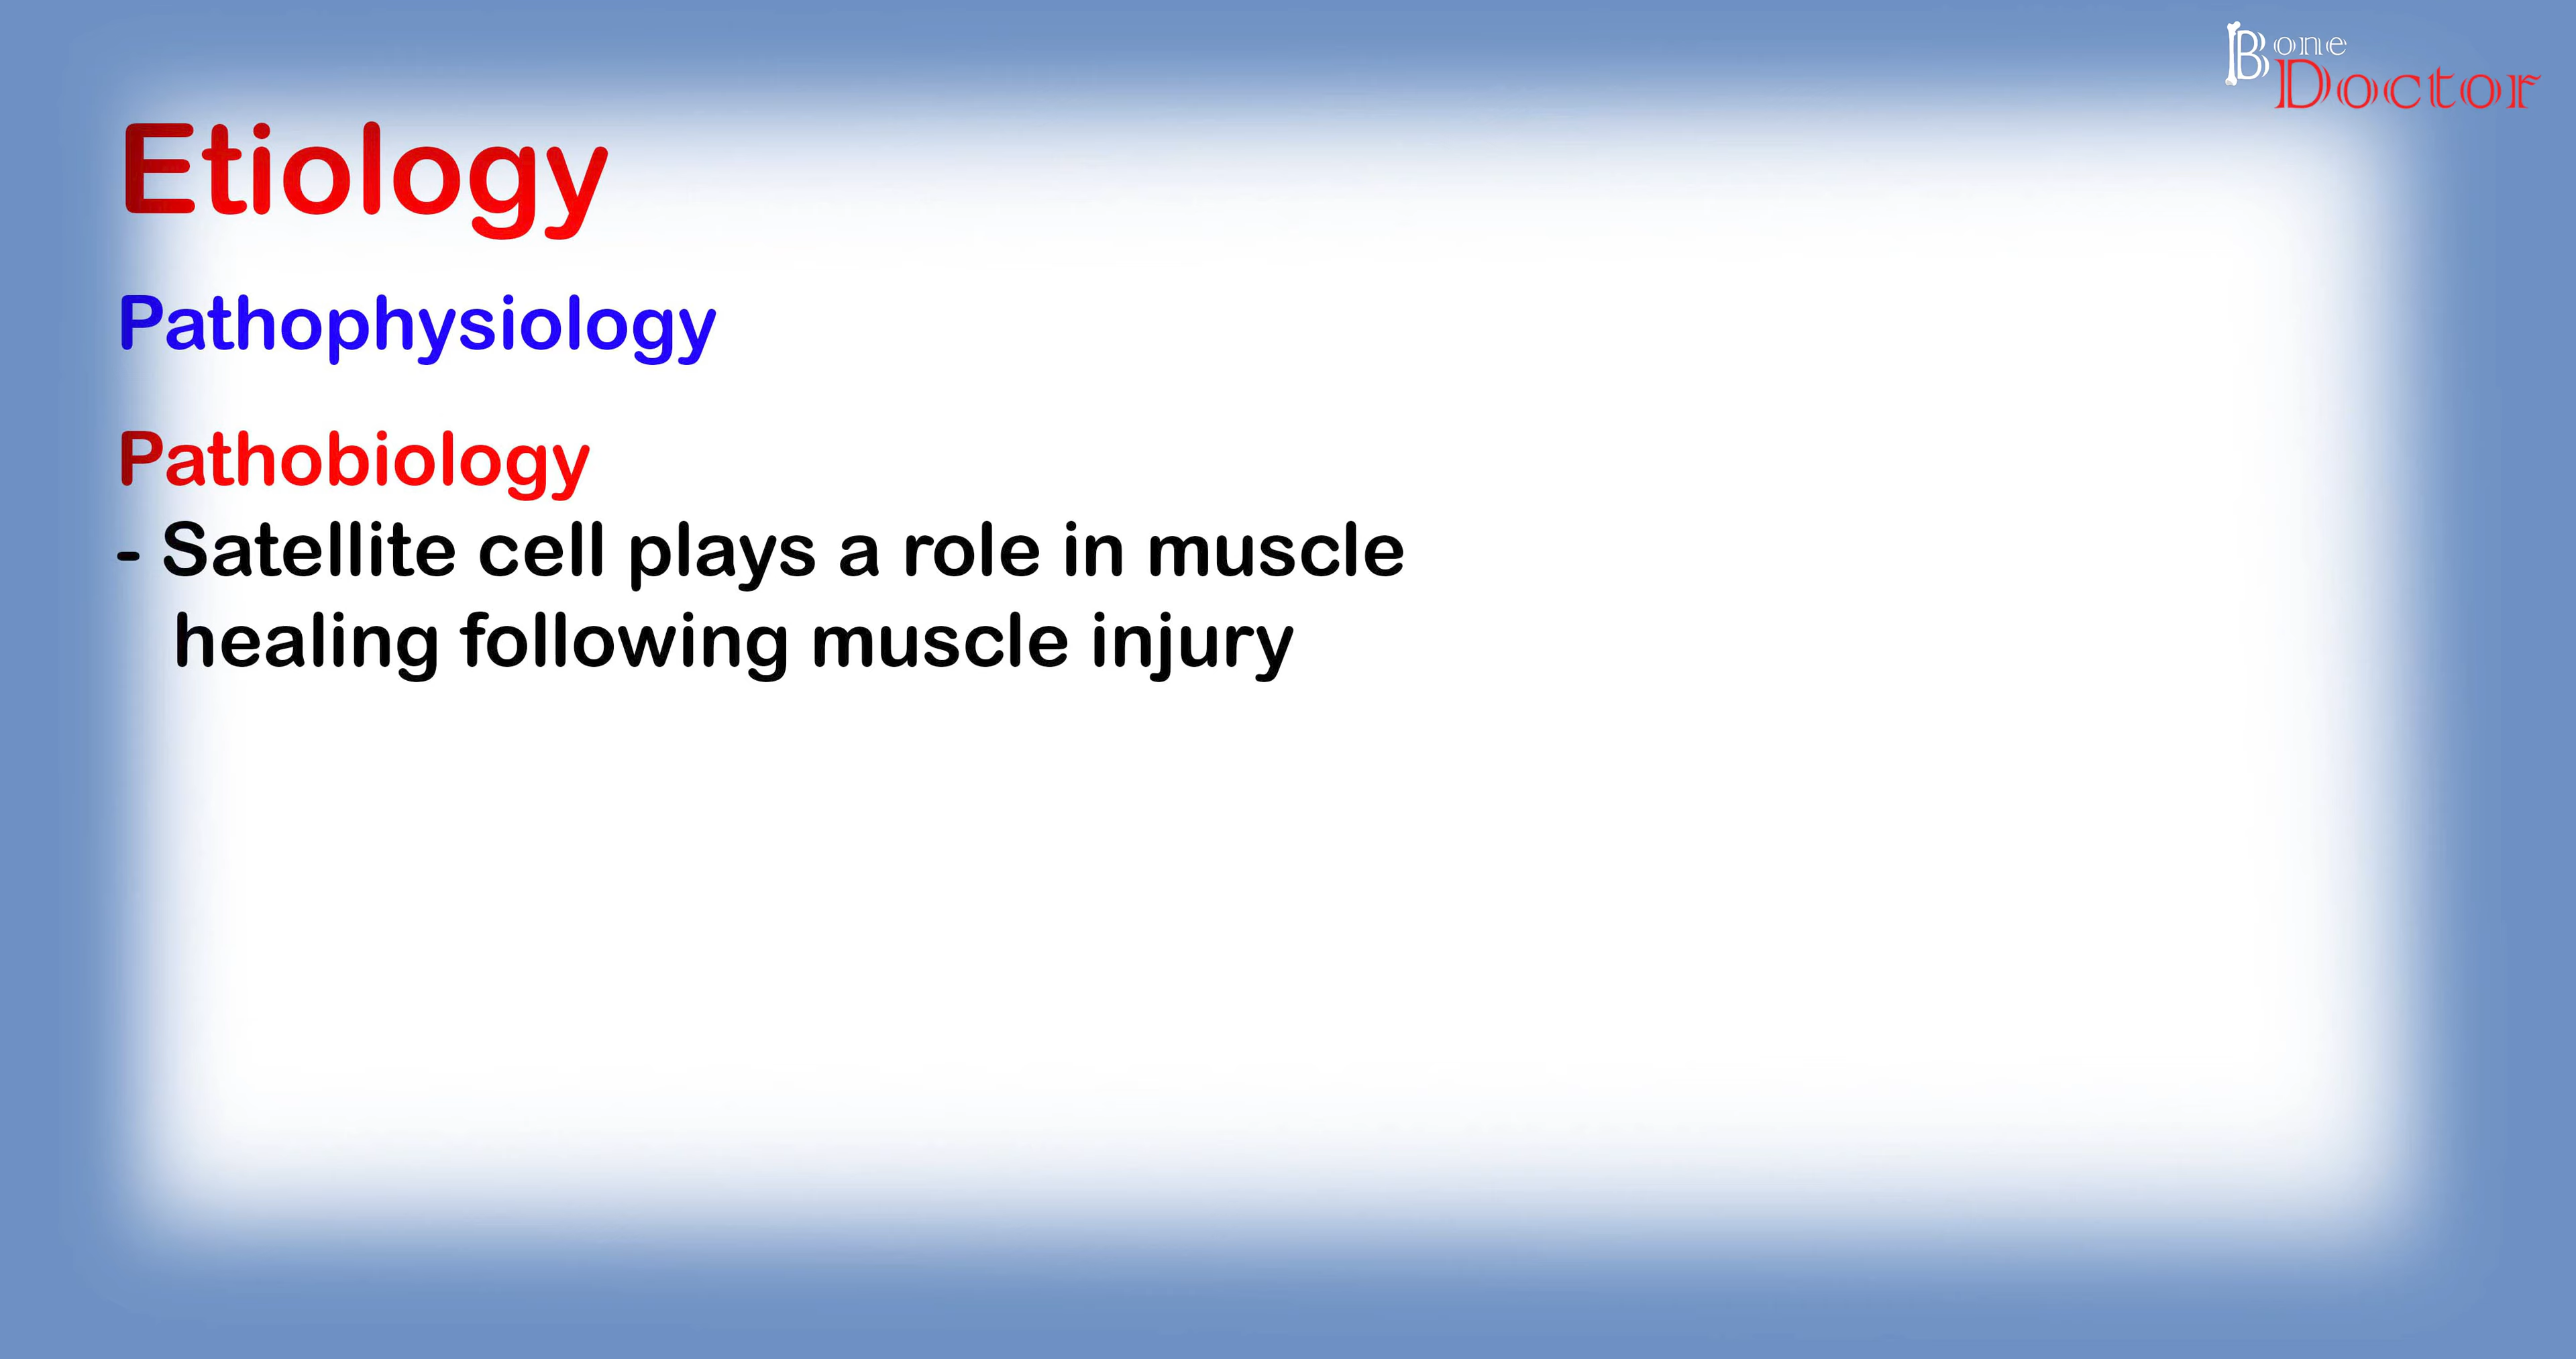 Bone
Doctor
Etiology
Pathophysiology
Pathobiology
- Satellite cell plays a role in muscle
healing following muscle injury